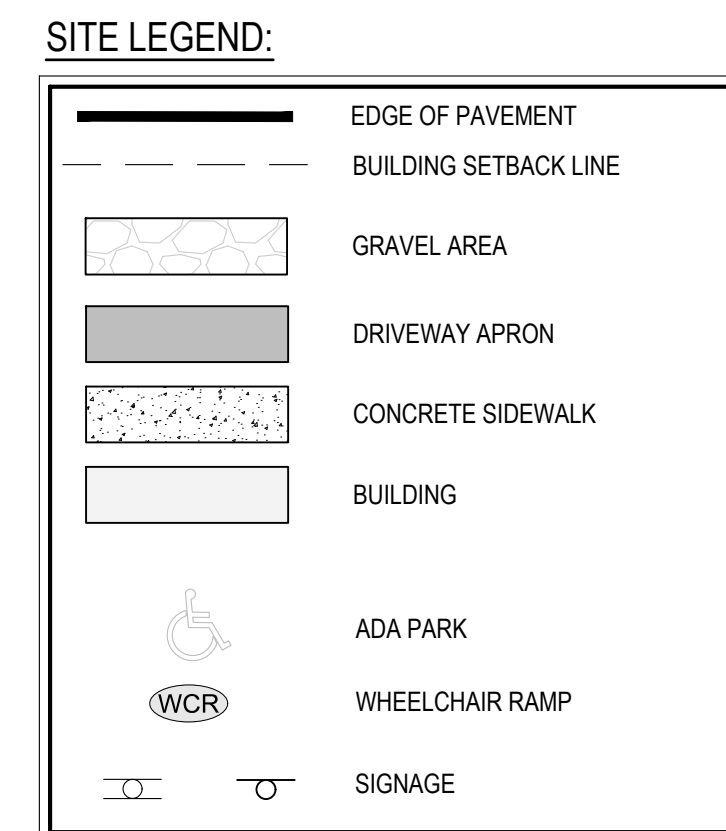 SITE LEGEND:
EDGE OF PAVEMENT
BUILDING SETBACK LINE
GRAVEL AREA
DRIVEWAY APRON
CONCRETE SIDEWALK
BUILDING
ADA PARK
WCR WHEELCHAIR RAMP
SIGNAGE